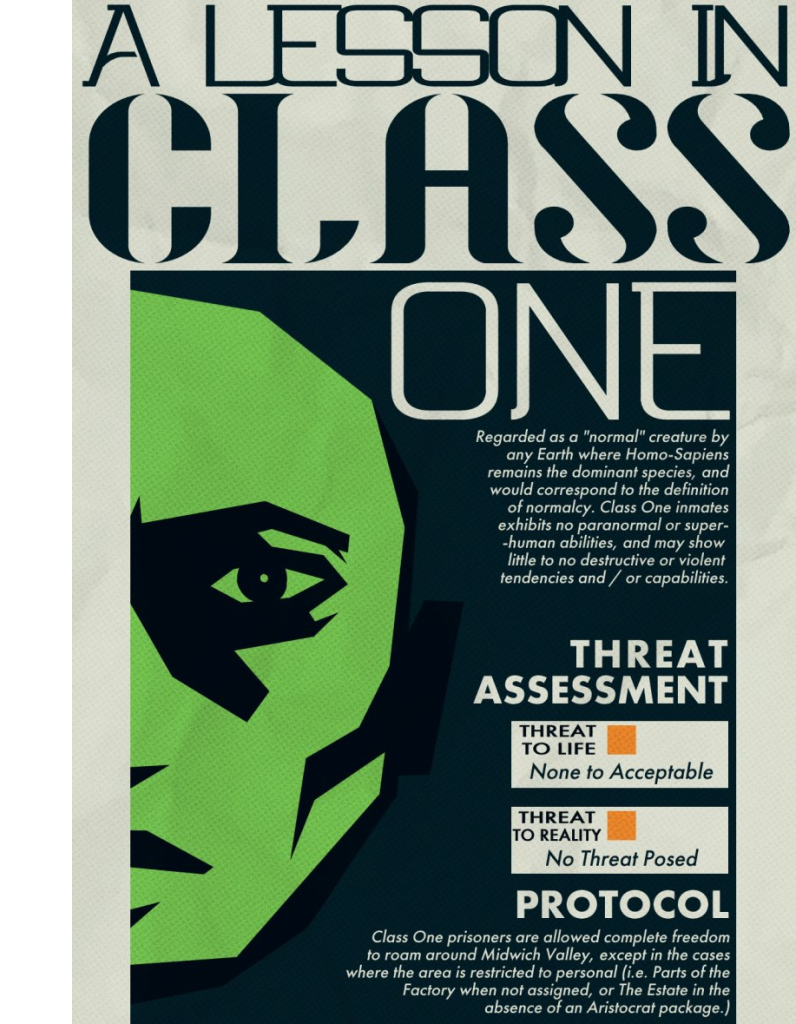 A LESSON IN
CLASS
ONE
Regarded as a "normal" creature by
any Earth where Homo-Sapiens
remains the dominant species, and
would correspond to the definition
of normalcy. Class One inmates
exhibits no paranormal or super-
-human abilities, and may show
little to no destructive or violent
tendencies and / or capabilities.
THREAT
ASSESSMENT
THREAT
TO LIFE
None to Acceptable
THREAT
TO REALITY
No Threat Posed
PROTOCOL
Class One prisoners are allowed complete freedom
to roam around Midwich Valley, except in the cases
where the area is restricted to personal (i.e. Parts of the
Factory when not assigned, or The Estate in the
absence of an Aristocrat package.)